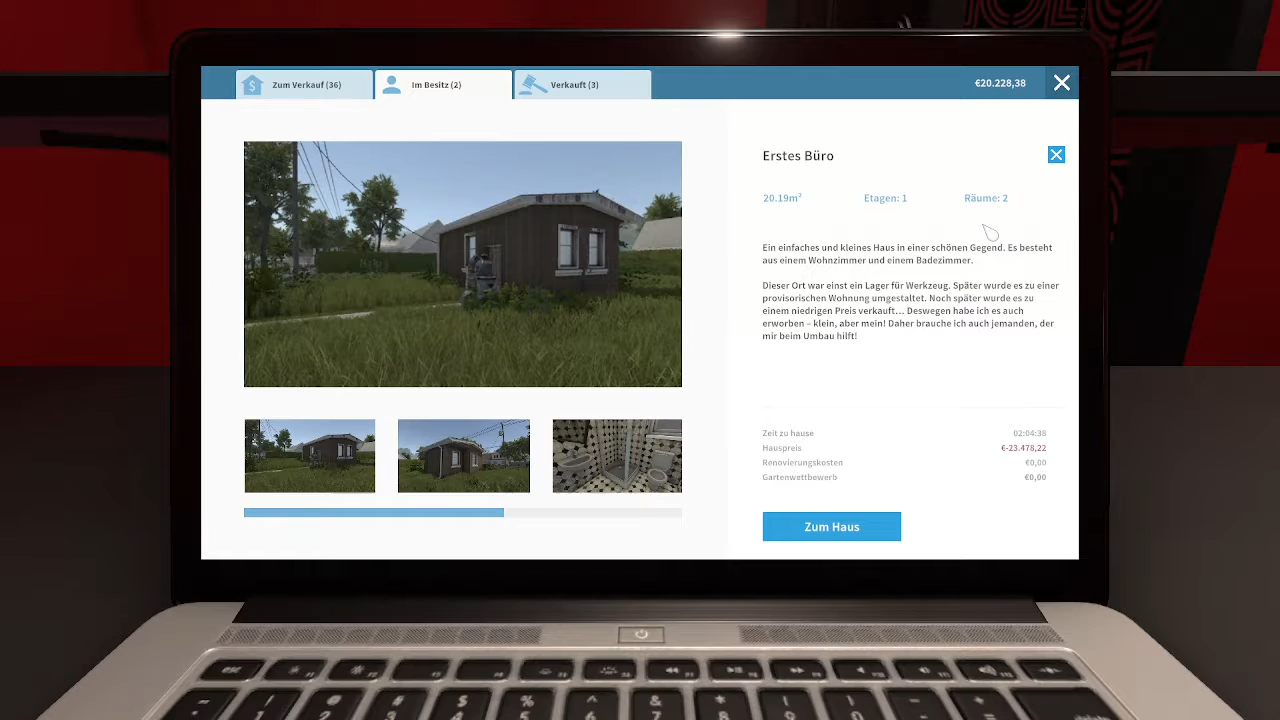 Zum Verkauf (36)
Im Besitz (2)
Verkauft (3)
€20.228,38
Erstes Büro
20.19m²
Etagen: 1
Räume: 2
Ein einfaches und kleines Haus in einer schönen Gegend. Es besteht
aus einem Wohnzimmer und einem Badezimmer.
Dieser Ort war einst ein Lager für Werkzeug. Später wurde es zu einer
provisorischen Wohnung umgestaltet. Noch später wurde es zu
einem niedrigen Preis verkauft... Deswegen habe ich es auch
erworben – klein, aber mein! Daher brauche ich auch jemanden, der
mir beim Umbau hilft!
Zeit zu hause
02:04:38
Hauspreis
€-23.478,22
Renovierungskosten
€0,00
Gartenwettbewerb
€0,00
Zum Haus